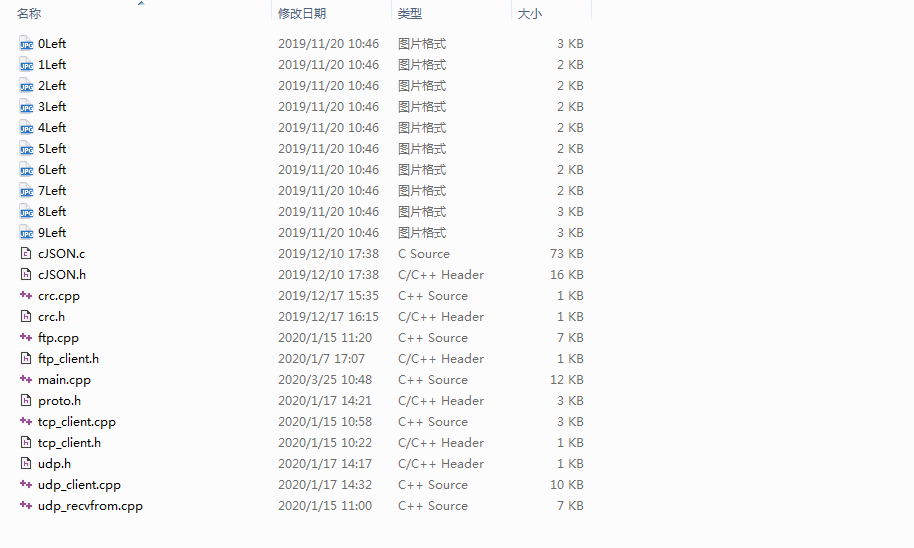 名称 修改日期 类型 大小
0Left 2019/11/20 10:46 图片格式 3 KB
1Left 2019/11/20 10:46 图片格式 2 KB
2Left 2019/11/20 10:46 图片格式 2 KB
3Left 2019/11/20 10:46 图片格式 2 KB
4Left 2019/11/20 10:46 图片格式 2 KB
5Left 2019/11/20 10:46 图片格式 2 KB
6Left 2019/11/20 10:46 图片格式 2 KB
7Left 2019/11/20 10:46 图片格式 2 KB
8Left 2019/11/20 10:46 图片格式 3 KB
9Left 2019/11/20 10:46 图片格式 3 KB
cJSON.c 2019/12/10 17:38 C Source 73 KB
cJSON.h 2019/12/10 17:38 C/C++ Header 16 KB
crc.cpp 2019/12/17 15:35 C++ Source 1 KB
crc.h 2019/12/17 16:15 C/C++ Header 1 KB
ftp.cpp 2020/1/15 11:20 C++ Source 7 KB
ftp_client.h 2020/1/7 17:07 C/C++ Header 1 KB
main.cpp 2020/3/25 10:48 C++ Source 12 KB
proto.h 2020/1/17 14:21 C/C++ Header 3 KB
tcp_client.cpp 2020/1/15 10:58 C++ Source 3 KB
tcp_client.h 2020/1/15 10:22 C/C++ Header 1 KB
udp.h 2020/1/17 14:17 C/C++ Header 1 KB
udp_client.cpp 2020/1/17 14:32 C++ Source 10 KB
udp_recvfrom.cpp 2020/1/15 11:00 C++ Source 7 KB